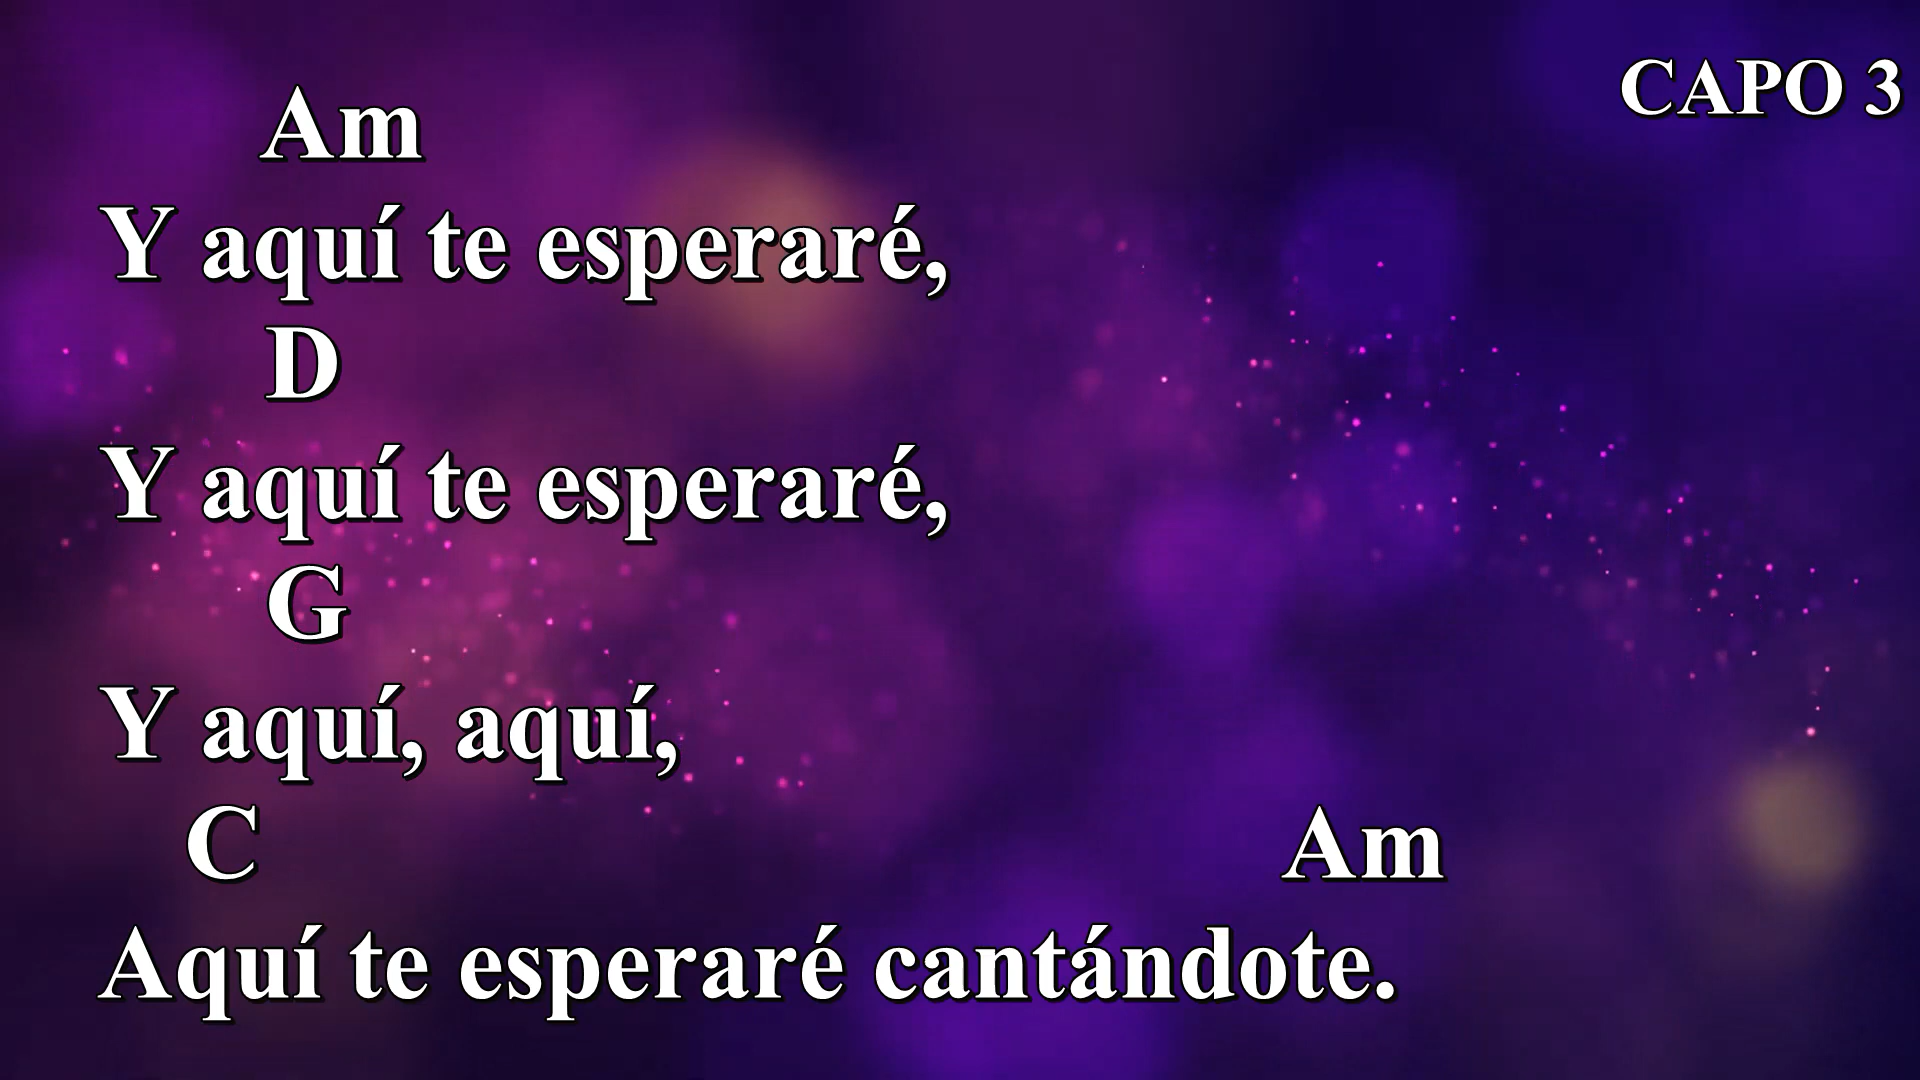 CAPO 3
Am
Y aquí te esperaré,
D
Y aquí te esperaré,
G
Y aquí, aquí,
C Am
Aquí te esperaré cantándote.